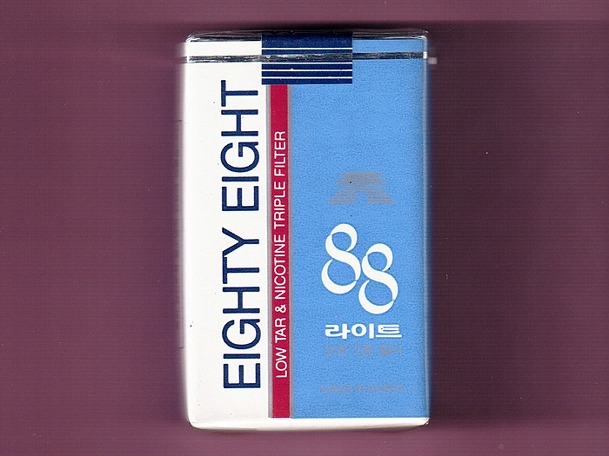 EIGHTY EIGHT
LOW TAR & NICOTINE TRIPLE FILTER
88
라이트